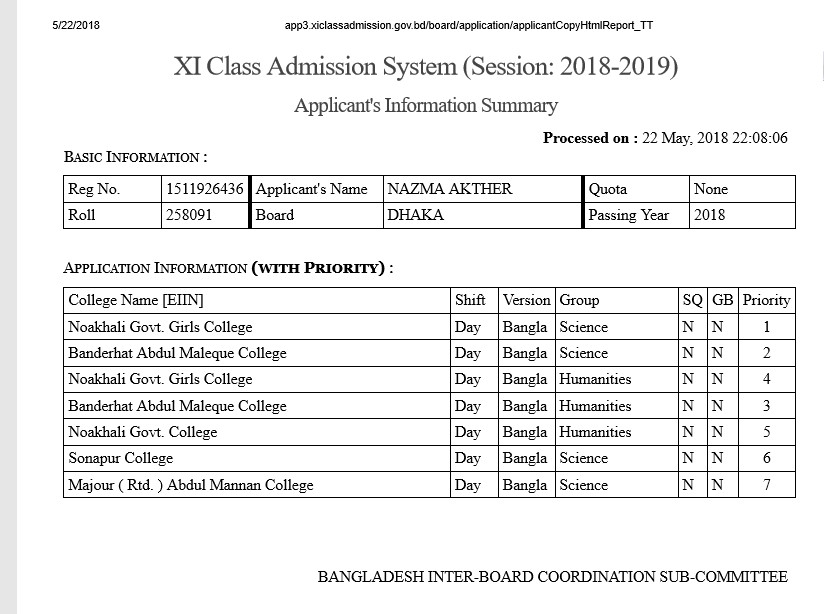 5/22/2018 app3.xiclassadmission.gov.bd/board/application/applicantCopyHtmlReport_TT
XI Class Admission System (Session: 2018-2019)
Applicant's Information Summary
Processed on : 22 May, 2018 22:08:06
BASIC INFORMATION :
Reg No. 1511926436 Applicant's Name NAZMA AKTHER Quota None
Roll 258091 Board DHAKA Passing Year 2018
APPLICATION INFORMATION (WITH PRIORITY) :
College Name [EIIN] Shift Version Group SQ GB Priority
Noakhali Govt. Girls College Day Bangla Science N N 1
Banderhat Abdul Maleque College Day Bangla Science N N 2
Noakhali Govt. Girls College Day Bangla Humanities N N 4
Banderhat Abdul Maleque College Day Bangla Humanities N N 3
Noakhali Govt. College Day Bangla Humanities N N 5
Sonapur College Day Bangla Science N N 6
Majour ( Rtd. ) Abdul Mannan College Day Bangla Science N N 7
BANGLADESH INTER-BOARD COORDINATION SUB-COMMITTEE